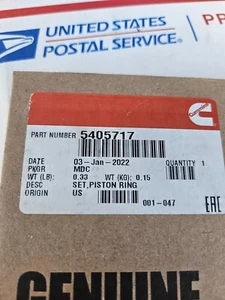 UNITED STATES
POSTAL SERVICE®
PR
PART NUMBER 5405717
DATE 03-Jan-2022 QUANTITY 1
PKGR MDC
WT (LB): 0.33 WT (KG): 0.15
DESC SET,PISTON RING
ORIGIN US
001-047
EAC
GENUINE